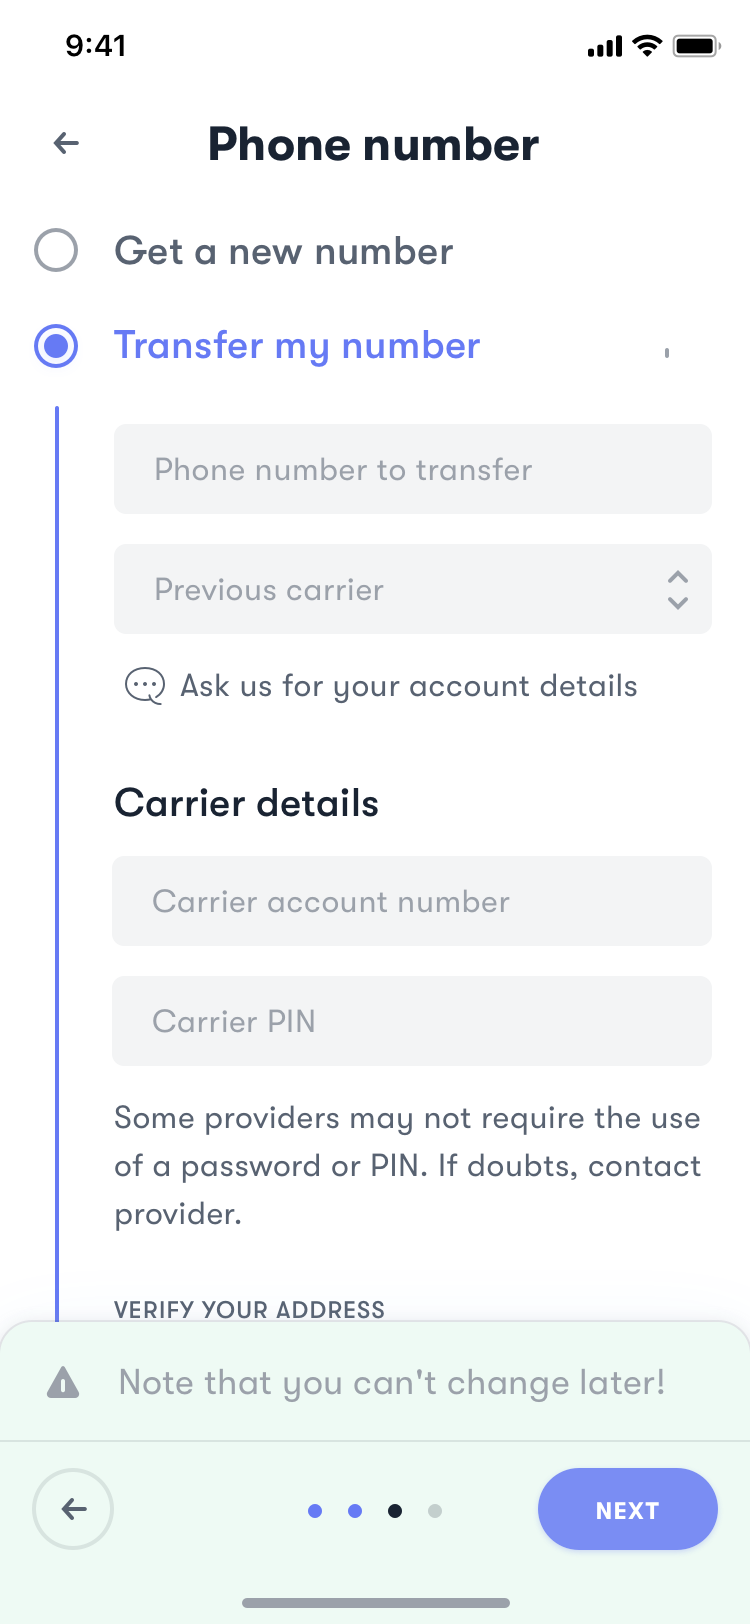 9:41
Phone number
Get a new number
Transfer my number
Phone number to transfer
Previous carrier
Ask us for your account details
Carrier details
Carrier account number
Carrier PIN
Some providers may not require the use
of a password or PIN. If doubts, contact
provider.
VERIFY YOUR ADDRESS
Note that you can't change later!
NEXT